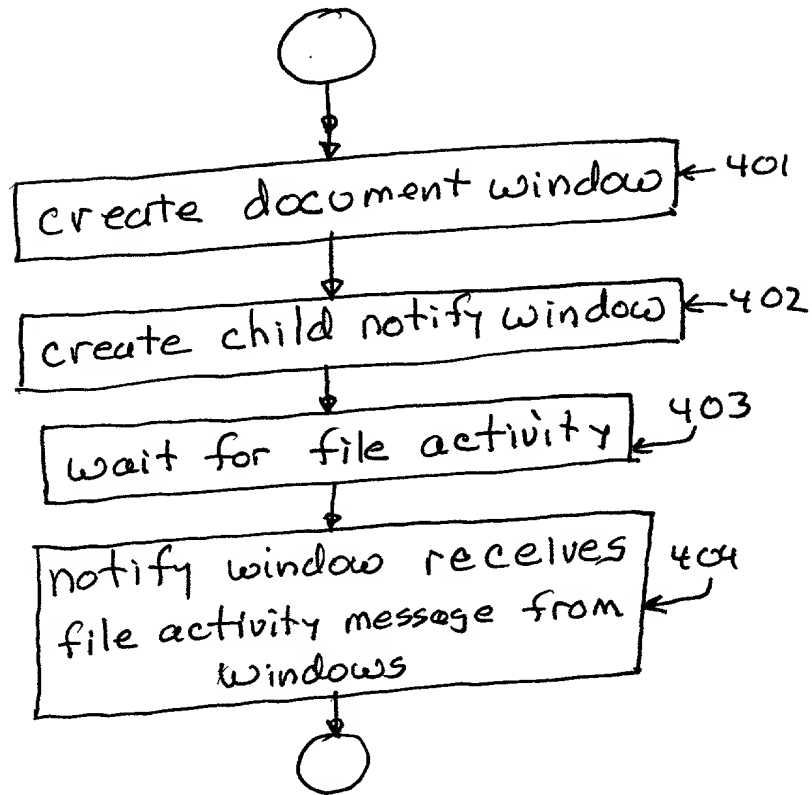 create document window
401
create child notify window
402
wait for file activity
403
notify window receives
file activity message from
windows
404